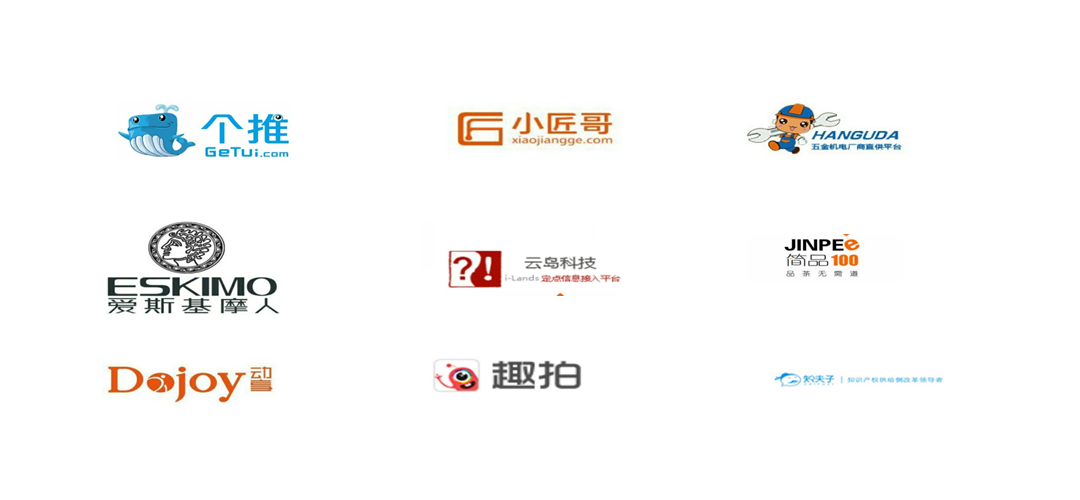 个推
GeTui.com
小匠哥
xiaojiangge.com
HANGUDA
五金机电厂商直供平台
ESKIMO
爱斯基摩人
?!
云鸟科技
i-Lands 定点信息接入平台
JINPEe
简品100
品茶无需道
Dojoy 动享
趣拍
知夫子 | 知识产权供给侧改革领导者